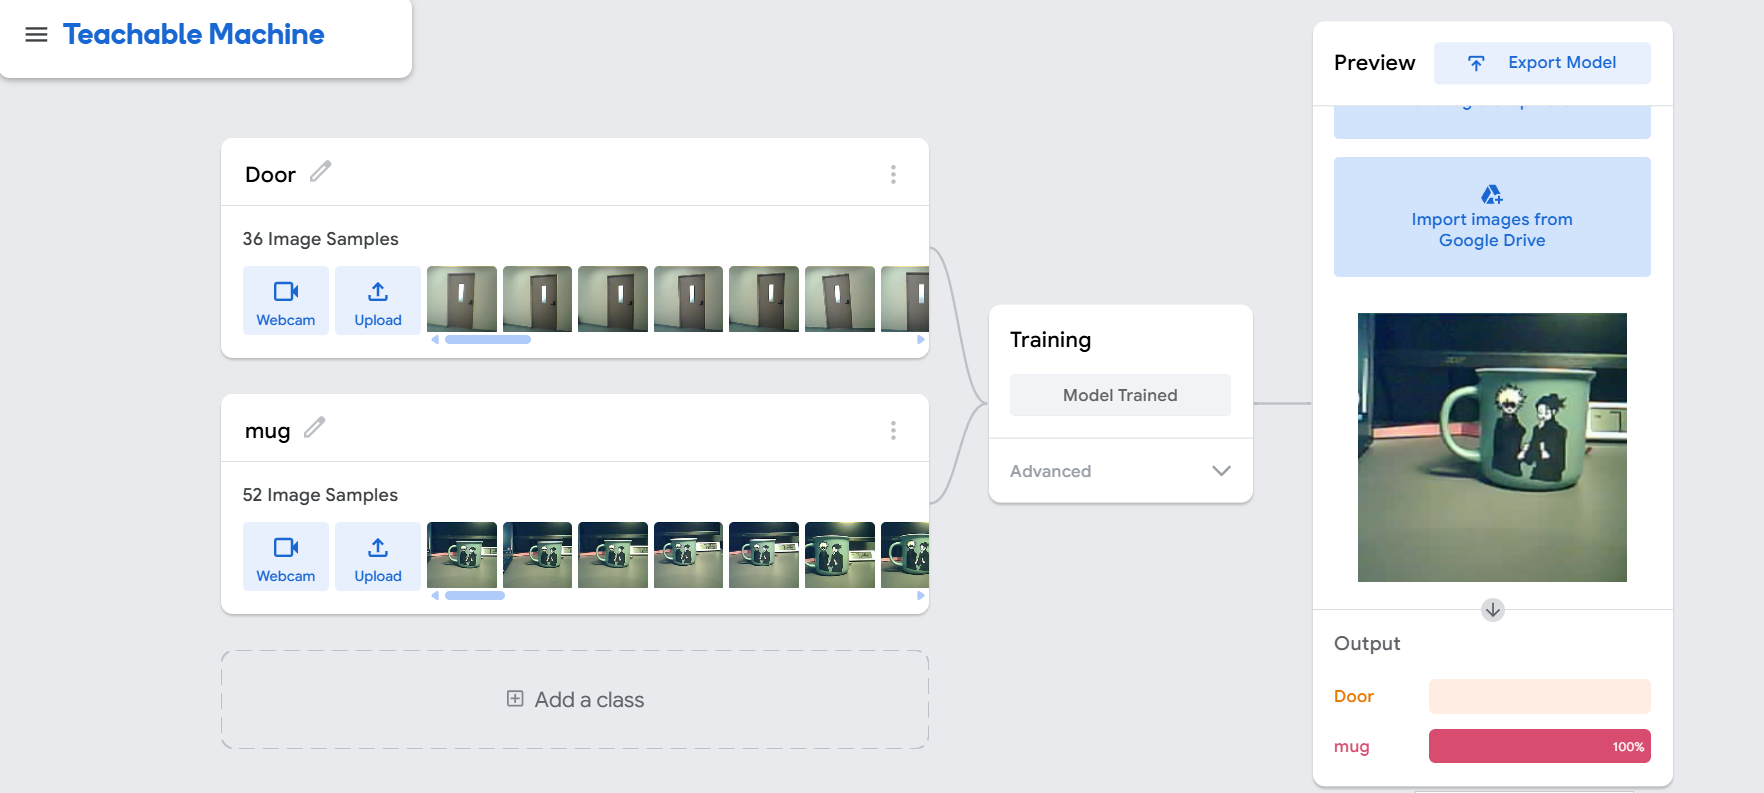 Teachable Machine
Door
36 Image Samples
Webcam
Upload
mug
52 Image Samples
Webcam
Upload
Add a class
Training
Model Trained
Advanced
Preview
Export Model
Import images from
Google Drive
Output
Door
mug
100%